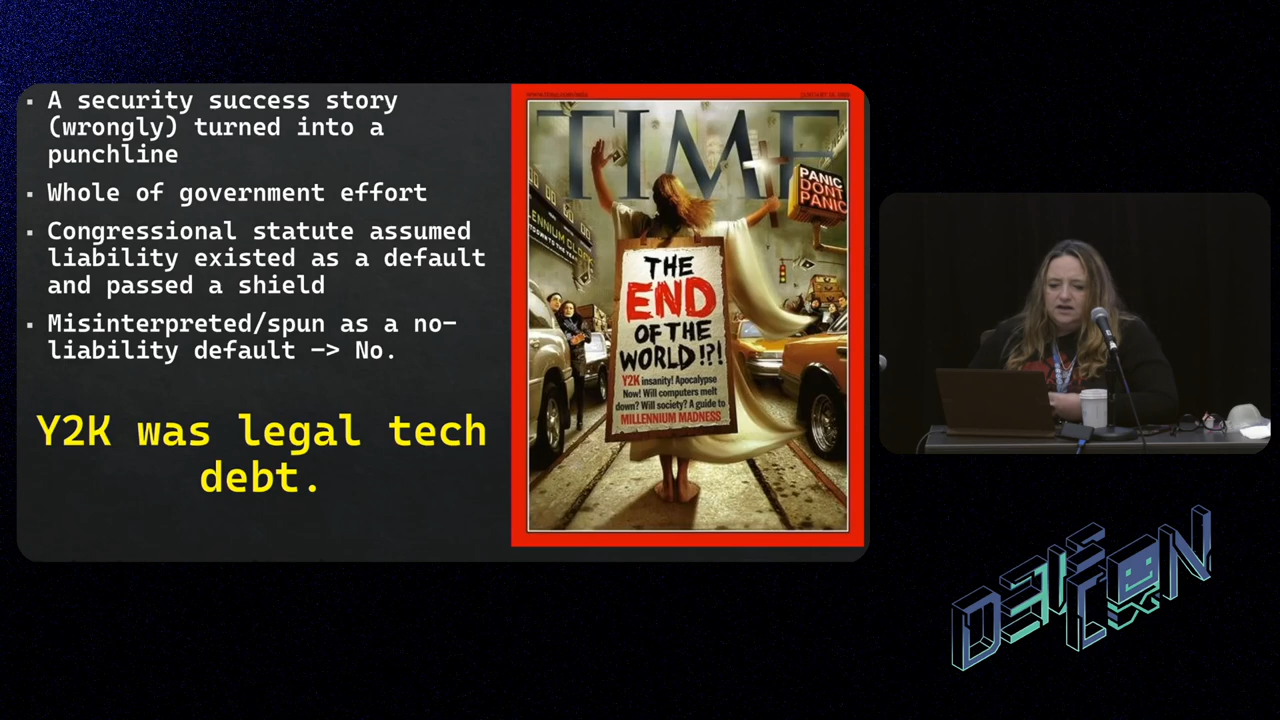 ▪ A security success story
(wrongly) turned into a
punchline
▪ Whole of government effort
▪ Congressional statute assumed
liability existed as a default
and passed a shield
▪ Misinterpreted/spun as a no-
liability default —> No.
Y2K was legal tech
debt.
TIME
PANIC
DONT
PANIC
THE
END
OF THE
WORLD!?!
Y2K insanity! Apocalypse
Now! Will computers melt
down? Will society? A guide to
MILLENNIUM MADNESS
DEF CON